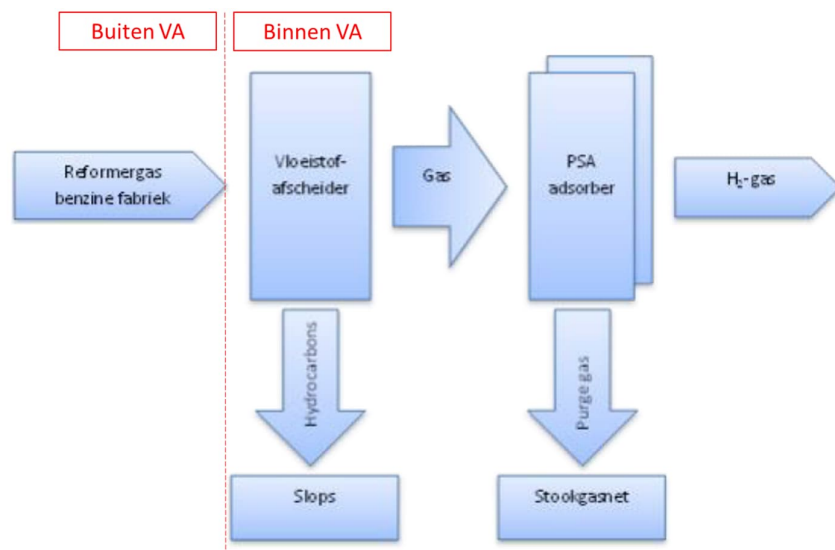 Buiten VA
Binnen VA
Reformergas
benzine fabriek
Vloeistof-
afscheider
Gas
PSA
adsorber
H₂-gas
Hydrocarbons
Purge gas
Slops
Stookgasnet